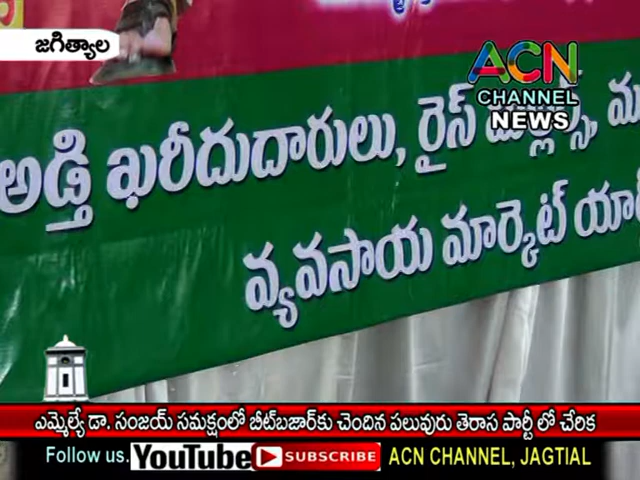 జగిత్యాల
ACN
CHANNEL
NEWS
అడ్తి ఖరీదుదారులు, రైస్ మిల్లర్స్,
వ్యవసాయ మార్కెట్
ఎమ్మెల్యే డా. సంజయ్ సమక్షంలో బీట్‌బజార్‌కు చెందిన పలువురు తెరాస పార్టీ లో చేరిక
Follow us. YouTube SUBSCRIBE ACN CHANNEL, JAGTIAL